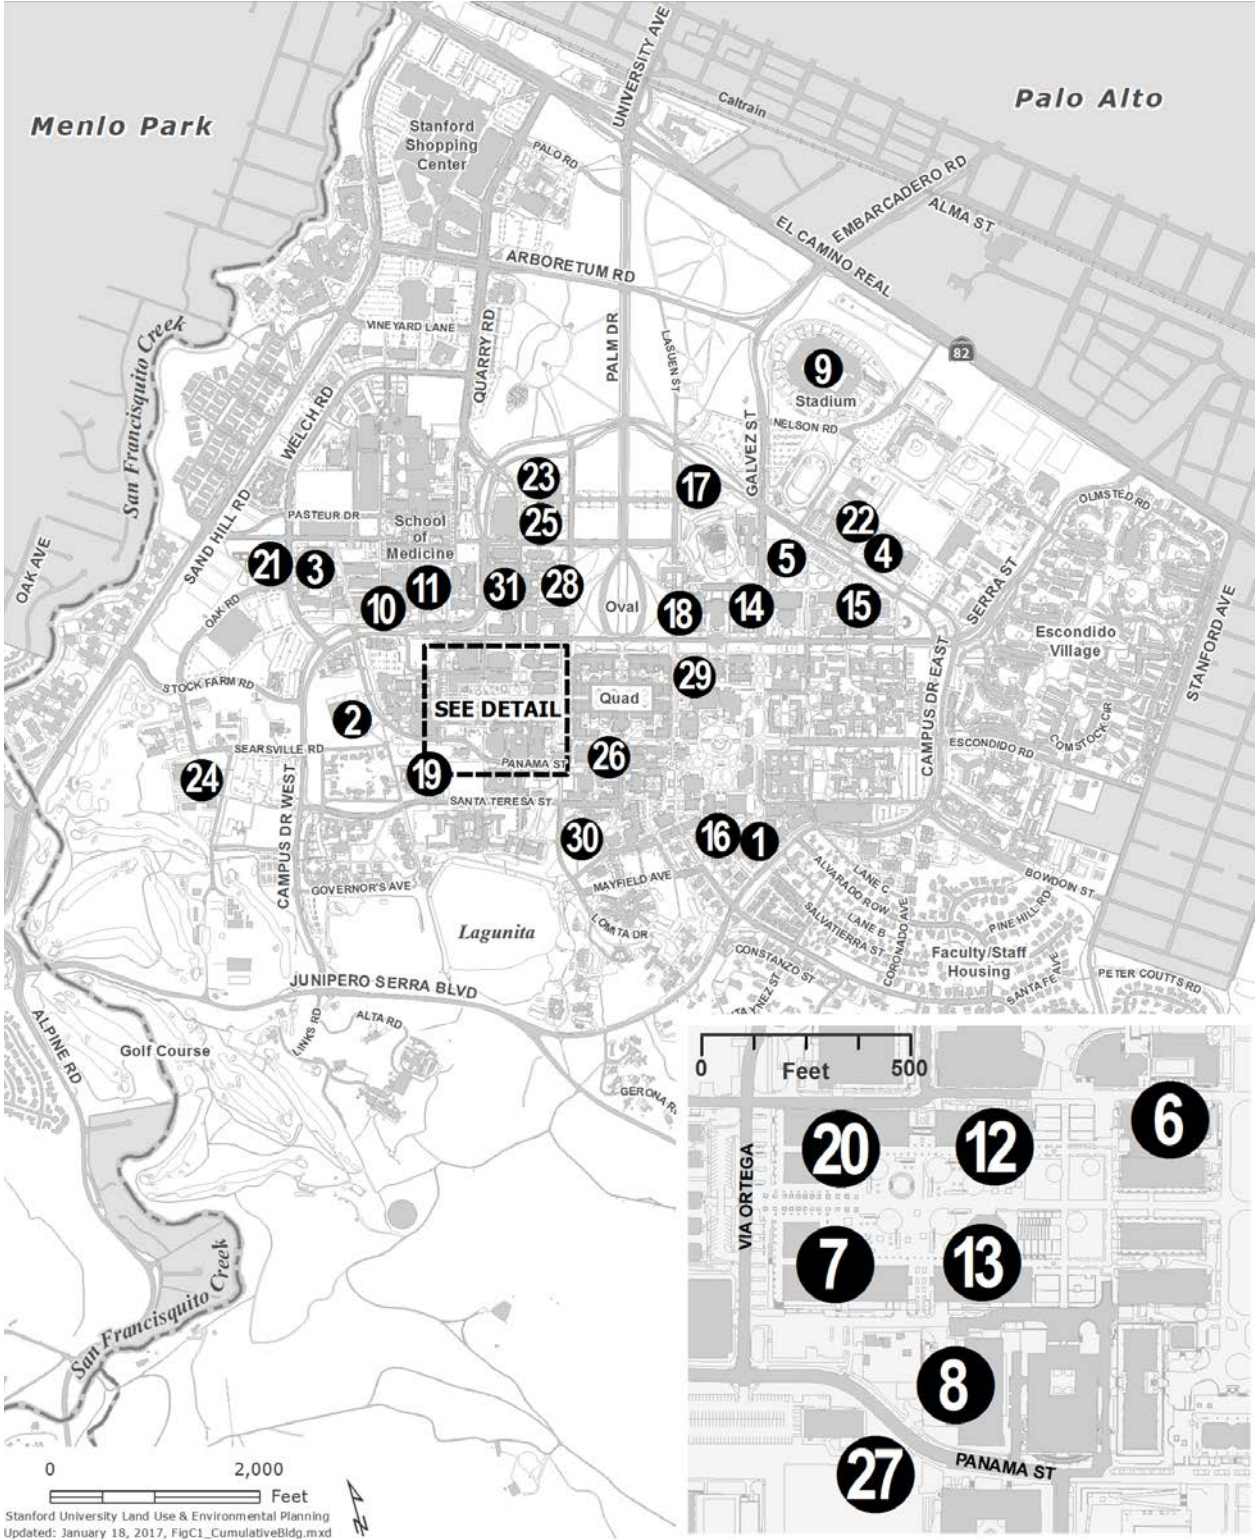 Menlo Park
Palo Alto
Stanford
Shopping
Center
UNIVERSITY AVE
Caltrain
PALO RD
EMBARCADERO RD
ALMA ST
EL CAMINO REAL
ARBORETUM RD
San Francisquito Creek
VINEYARD LANE
QUARRY RD
PALM DR
LASUEN ST
82
9
Stadium
NELSON RD
WELCH RD
GALVEZ ST
SAND HILL RD
23
17
OLMSTED RD
PASTEUR DR
School
of
Medicine
25
22
4
5
OAK AVE
21
3
10
11
31
28
Oval
18
14
15
SERRA ST
STANFORD AVE
OAK RD
Escondido
Village
STOCK FARM RD
29
SEE DETAIL
Quad
2
CAMPUS DR EAST
COMSTOCK CIR
ESCONDIDO RD
SEARSVILLE RD
24
19
PANAMA ST
26
SANTA TERESA ST
CAMPUS DR WEST
30
16
1
GOVERNOR'S AVE
MAYFIELD AVE
LANE C
ALVARADO ROW
LANE B
SALVATIERRA ST
CORONADO AVE
BOWDOIN ST
PINE HILL RD
LOMITA DR
Lagunita
CONSTANZO ST
Faculty/Staff
Housing
SANTA FE AVE
PETER COUTTS RD
TA YNEZ ST
JUNIPERO SERRA BLVD
ALPINE RD
LINKS RD
ALTA RD
Golf Course
GERONA R
0 500
Feet
VIA ORTEGA
20
12
6
7
13
8
27
PANAMA ST
San Francisquito Creek
0 2,000
Feet
N
Stanford University Land Use & Environmental Planning
Updated: January 18, 2017, FigC1_CumulativeBldg.mxd